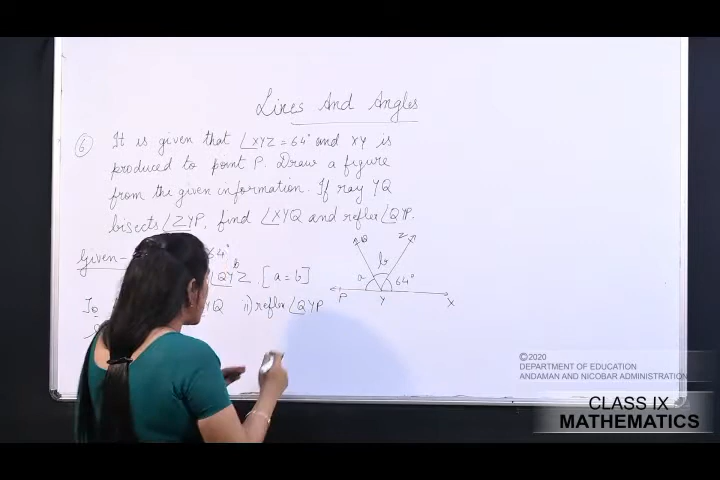 Lines And Angles
6 It is given that ∠XYZ = 64° and XY is
produced to point P. Draw a figure
from the given information. If ray YQ
bisects ∠ZYP, find ∠XYQ and reflex ∠QYP.
Given- 64°
∠QYZ. [a = b]
b
To YQ ii) reflex ∠QYP
Q Z
a b 64°
P Y X
©2020
DEPARTMENT OF EDUCATION
ANDAMAN AND NICOBAR ADMINISTRATION
CLASS IX
MATHEMATICS